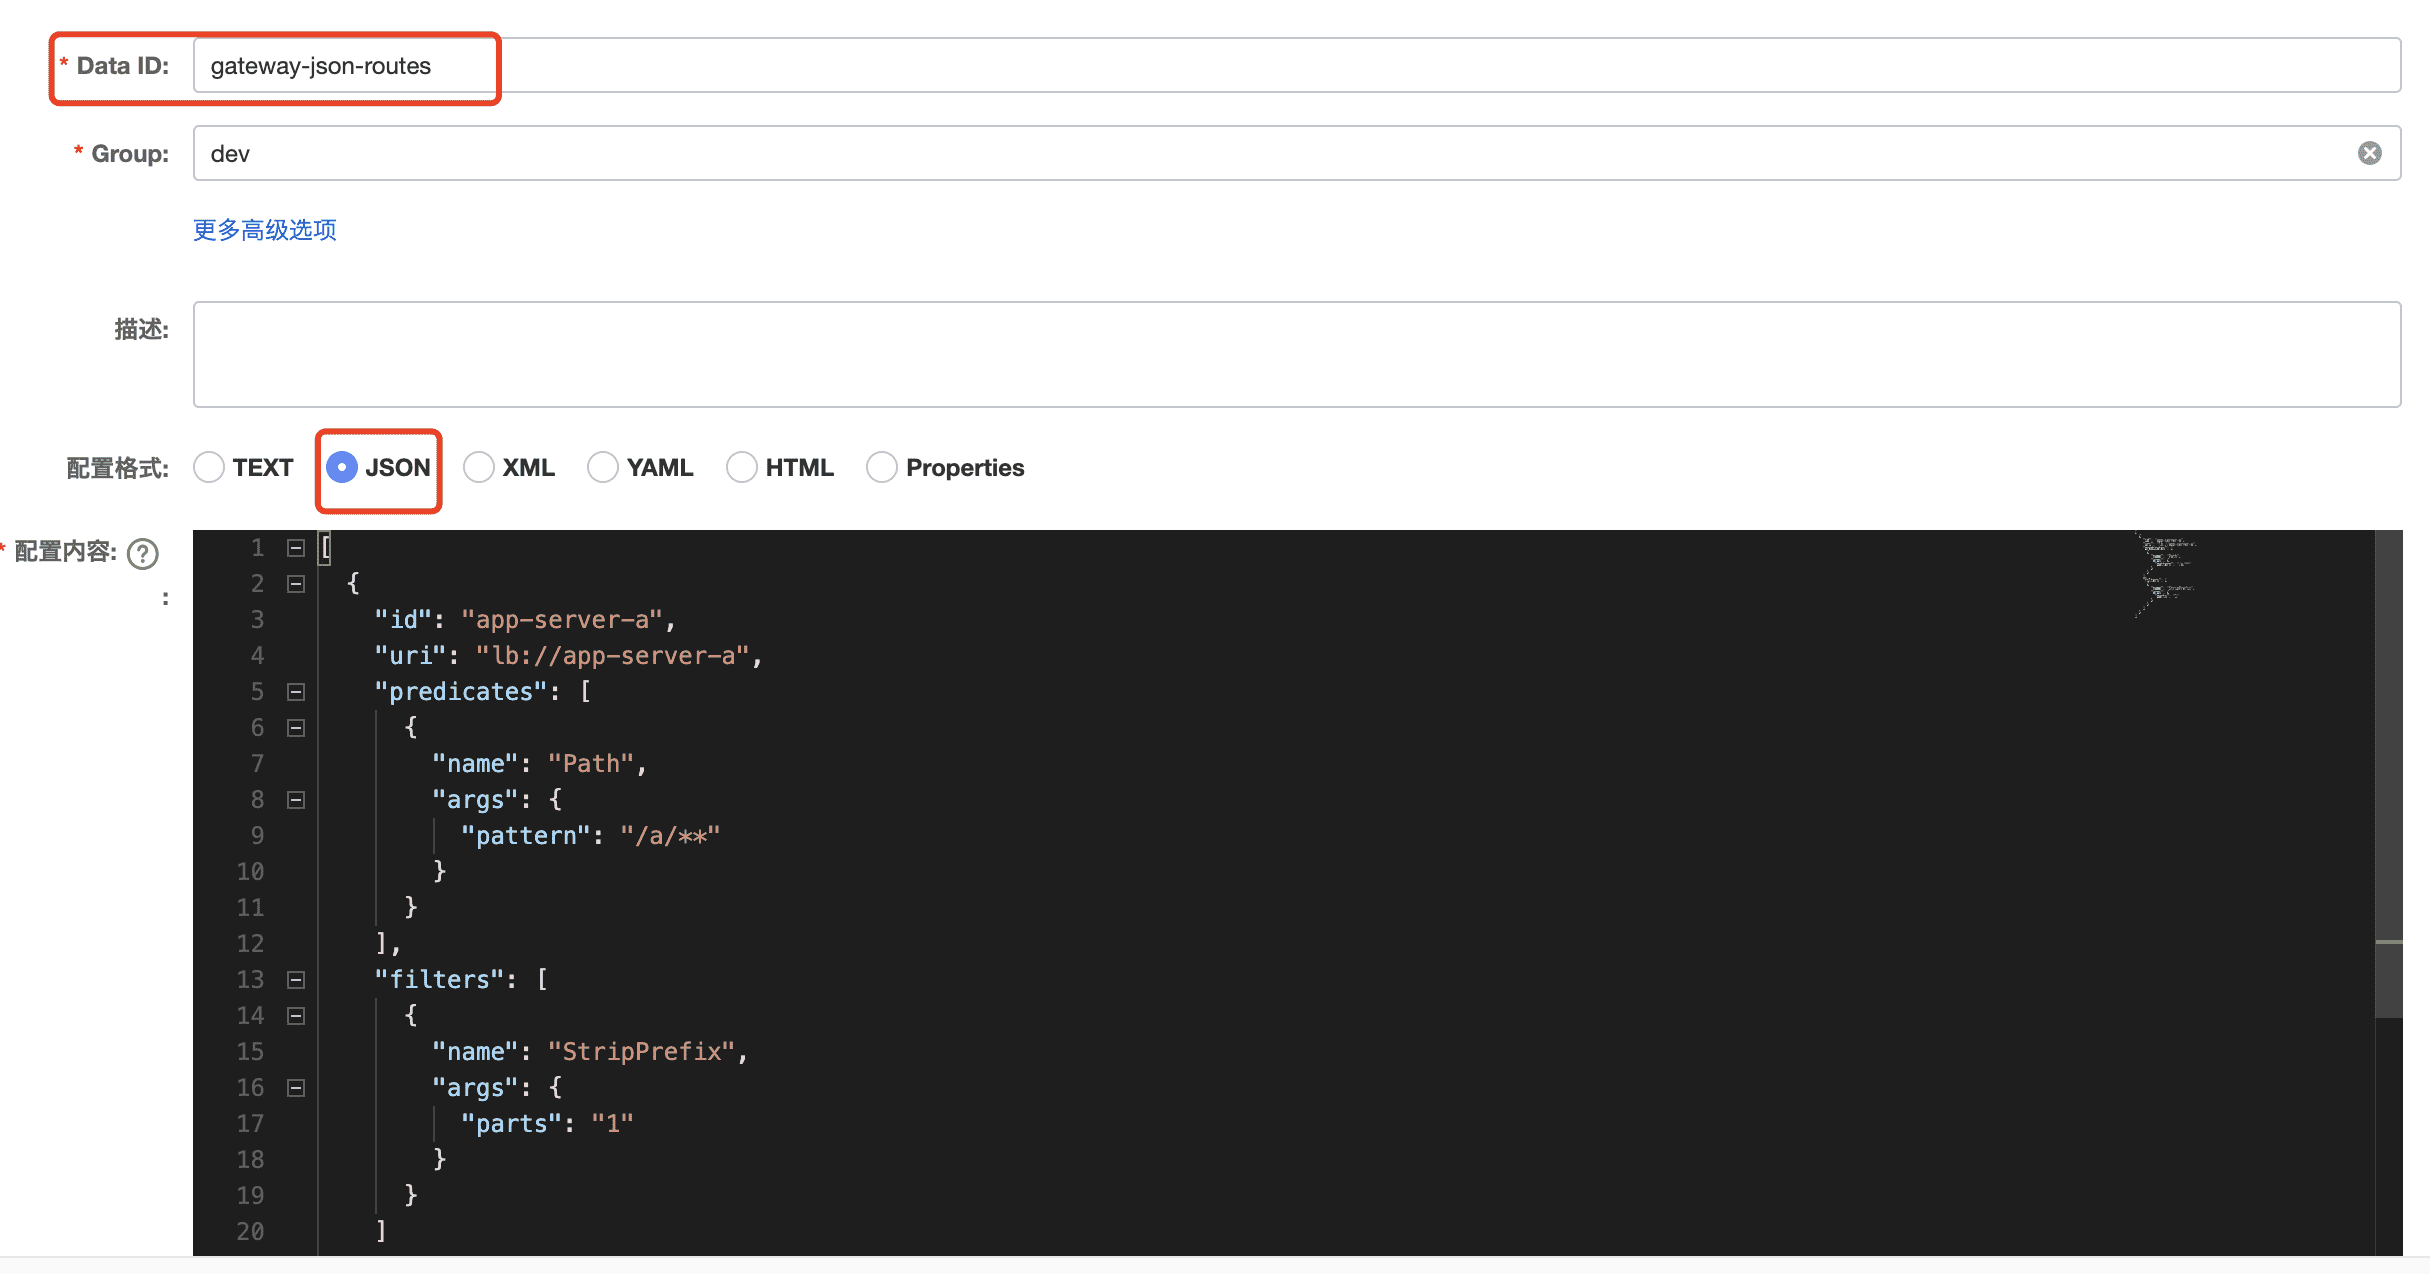 * Data ID: gateway-json-routes
* Group: dev
更多高级选项
描述:
配置格式: TEXT JSON XML YAML HTML Properties
* 配置内容: ?
:
1 [
2 {
3 "id": "app-server-a",
4 "uri": "lb://app-server-a",
5 "predicates": [
6 {
7 "name": "Path",
8 "args": {
9 "pattern": "/a/**"
10 }
11 }
12 ],
13 "filters": [
14 {
15 "name": "StripPrefix",
16 "args": {
17 "parts": "1"
18 }
19 }
20 ]